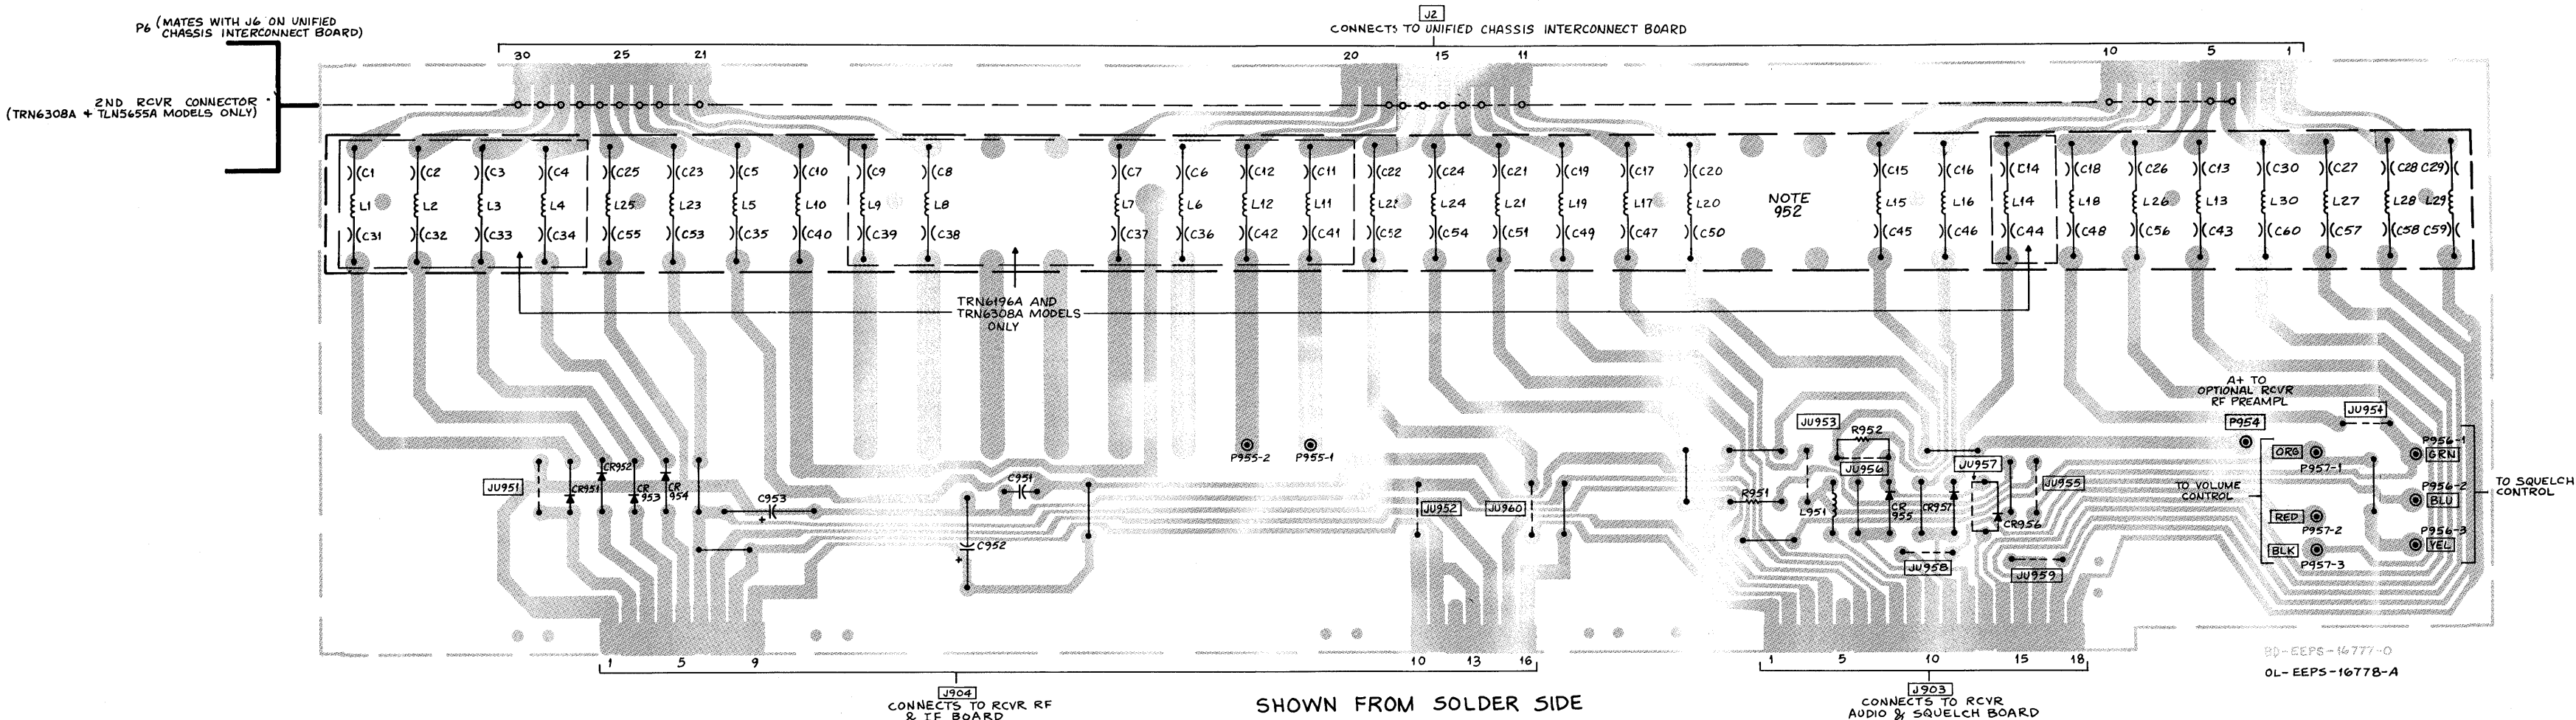 P6 (MATES WITH J6 ON UNIFIED
CHASSIS INTERCONNECT BOARD)
J2
CONNECTS TO UNIFIED CHASSIS INTERCONNECT BOARD
30 25 21 20 15 11 10 5 1
2ND RCVR CONNECTOR
(TRN6308A + TLN5655A MODELS ONLY)
C1 C2 C3 C4 C25 C23 C5 C10 C9 C8 C7 C6 C12 C11 C22 C24 C21 C19 C17 C20 C15 C16 C14 C18 C26 C13 C30 C27 C28 C29
L1 L2 L3 L4 L25 L23 L5 L10 L9 L8 L7 L6 L12 L11 L22 L24 L21 L19 L17 L20 NOTE L15 L16 L14 L18 L26 L13 L30 L27 L28 L29
952
C31 C32 C33 C34 C55 C53 C35 C40 C39 C38 C37 C36 C42 C41 C52 C54 C51 C49 C47 C50 C45 C46 C44 C48 C56 C43 C60 C57 C58 C59
TRN6196A AND
TRN6308A MODELS
ONLY
A+ TO
OPTIONAL RCVR
RF PREAMPL
P954
JU954
JU953
R952
JU956
JU957
JU955
P955-2 P955-1
JU951
CR951
CR952
CR
953
CR
954
C953
+
C951
C952
+
JU952
JU960
R951
L951
CR
955
CR957
CR956
JU958
JU959
ORG
P957-1
TO VOLUME
CONTROL
RED
P957-2
BLK
P957-3
P956-1
GRN
P956-2
BLU
P956-3
YEL
TO SQUELCH
CONTROL
1 5 9 10 13 16 1 5 10 15 18
J904
CONNECTS TO RCVR RF
& IF BOARD
SHOWN FROM SOLDER SIDE
J903
CONNECTS TO RCVR
AUDIO & SQUELCH BOARD
BD-EEPS-16777-O
OL-EEPS-16778-A